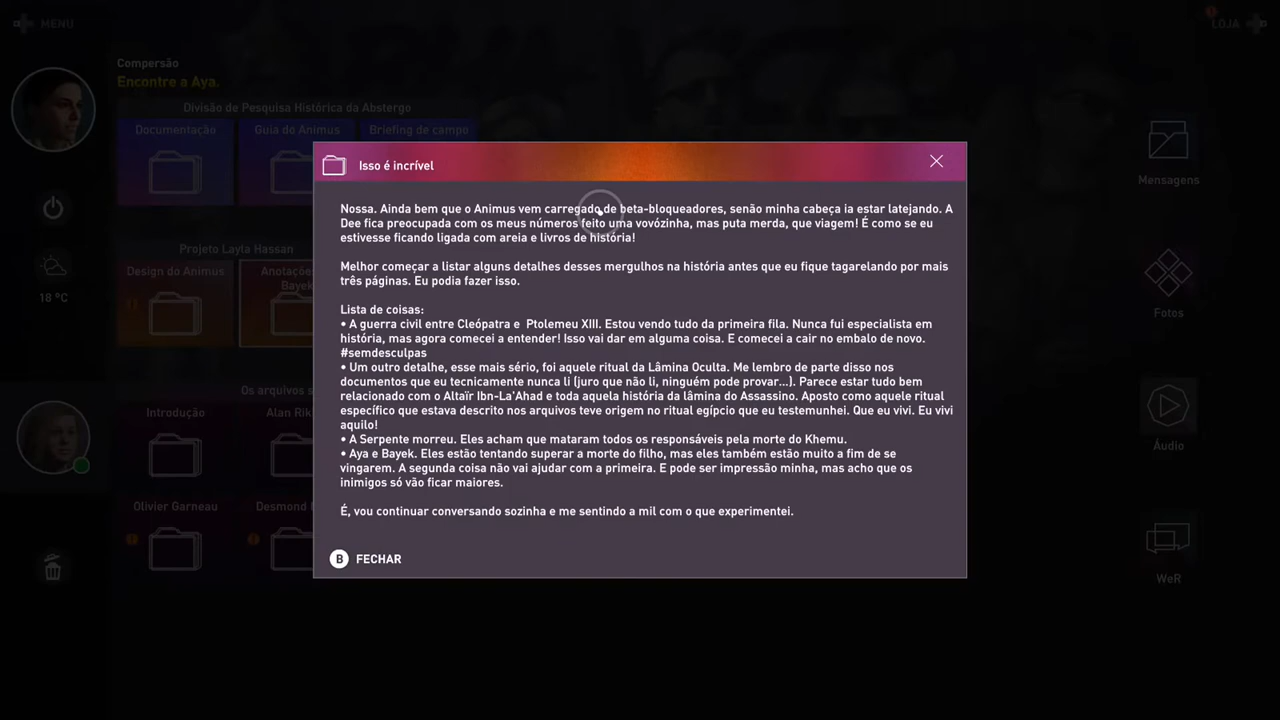 MENU
LOJA
Compersão
Encontre a Aya.
Divisão de Pesquisa Histórica da Abstergo
Documentação
Guia do Animus
Briefing de campo
Isso é incrível
Nossa. Ainda bem que o Animus vem carregado de beta-bloqueadores, senão minha cabeça ia estar latejando. A
Dee fica preocupada com os meus números feito uma vovózinha, mas puta merda, que viagem! É como se eu
estivesse ficando ligada com areia e livros de história!
Melhor começar a listar alguns detalhes desses mergulhos na história antes que eu fique tagarelando por mais
três páginas. Eu podia fazer isso.
Lista de coisas:
• A guerra civil entre Cleópatra e Ptolemeu XIII. Estou vendo tudo da primeira fila. Nunca fui especialista em
história, mas agora comecei a entender! Isso vai dar em alguma coisa. E comecei a cair no embalo de novo.
#semdesculpas
• Um outro detalhe, esse mais sério, foi aquele ritual da Lâmina Oculta. Me lembro de parte disso nos
documentos que eu tecnicamente nunca li (juro que não li, ninguém pode provar...). Parece estar tudo bem
relacionado com o Altaïr Ibn-La'Ahad e toda aquela história da lâmina do Assassino. Aposto como aquele ritual
específico que estava descrito nos arquivos teve origem no ritual egípcio que eu testemunhei. Que eu vivi. Eu vivi
aquilo!
• A Serpente morreu. Eles acham que mataram todos os responsáveis pela morte do Khemu.
• Aya e Bayek. Eles estão tentando superar a morte do filho, mas eles também estão muito a fim de se
vingarem. A segunda coisa não vai ajudar com a primeira. E pode ser impressão minha, mas acho que os
inimigos só vão ficar maiores.
É, vou continuar conversando sozinha e me sentindo a mil com o que experimentei.
B FECHAR
Projeto Layla Hassan
Design do Animus
Anotações
Bayek
18 °C
Os arquivos s
Introdução
Alan Rik
Olivier Garneau
Desmond
Mensagens
Fotos
Áudio
WeR